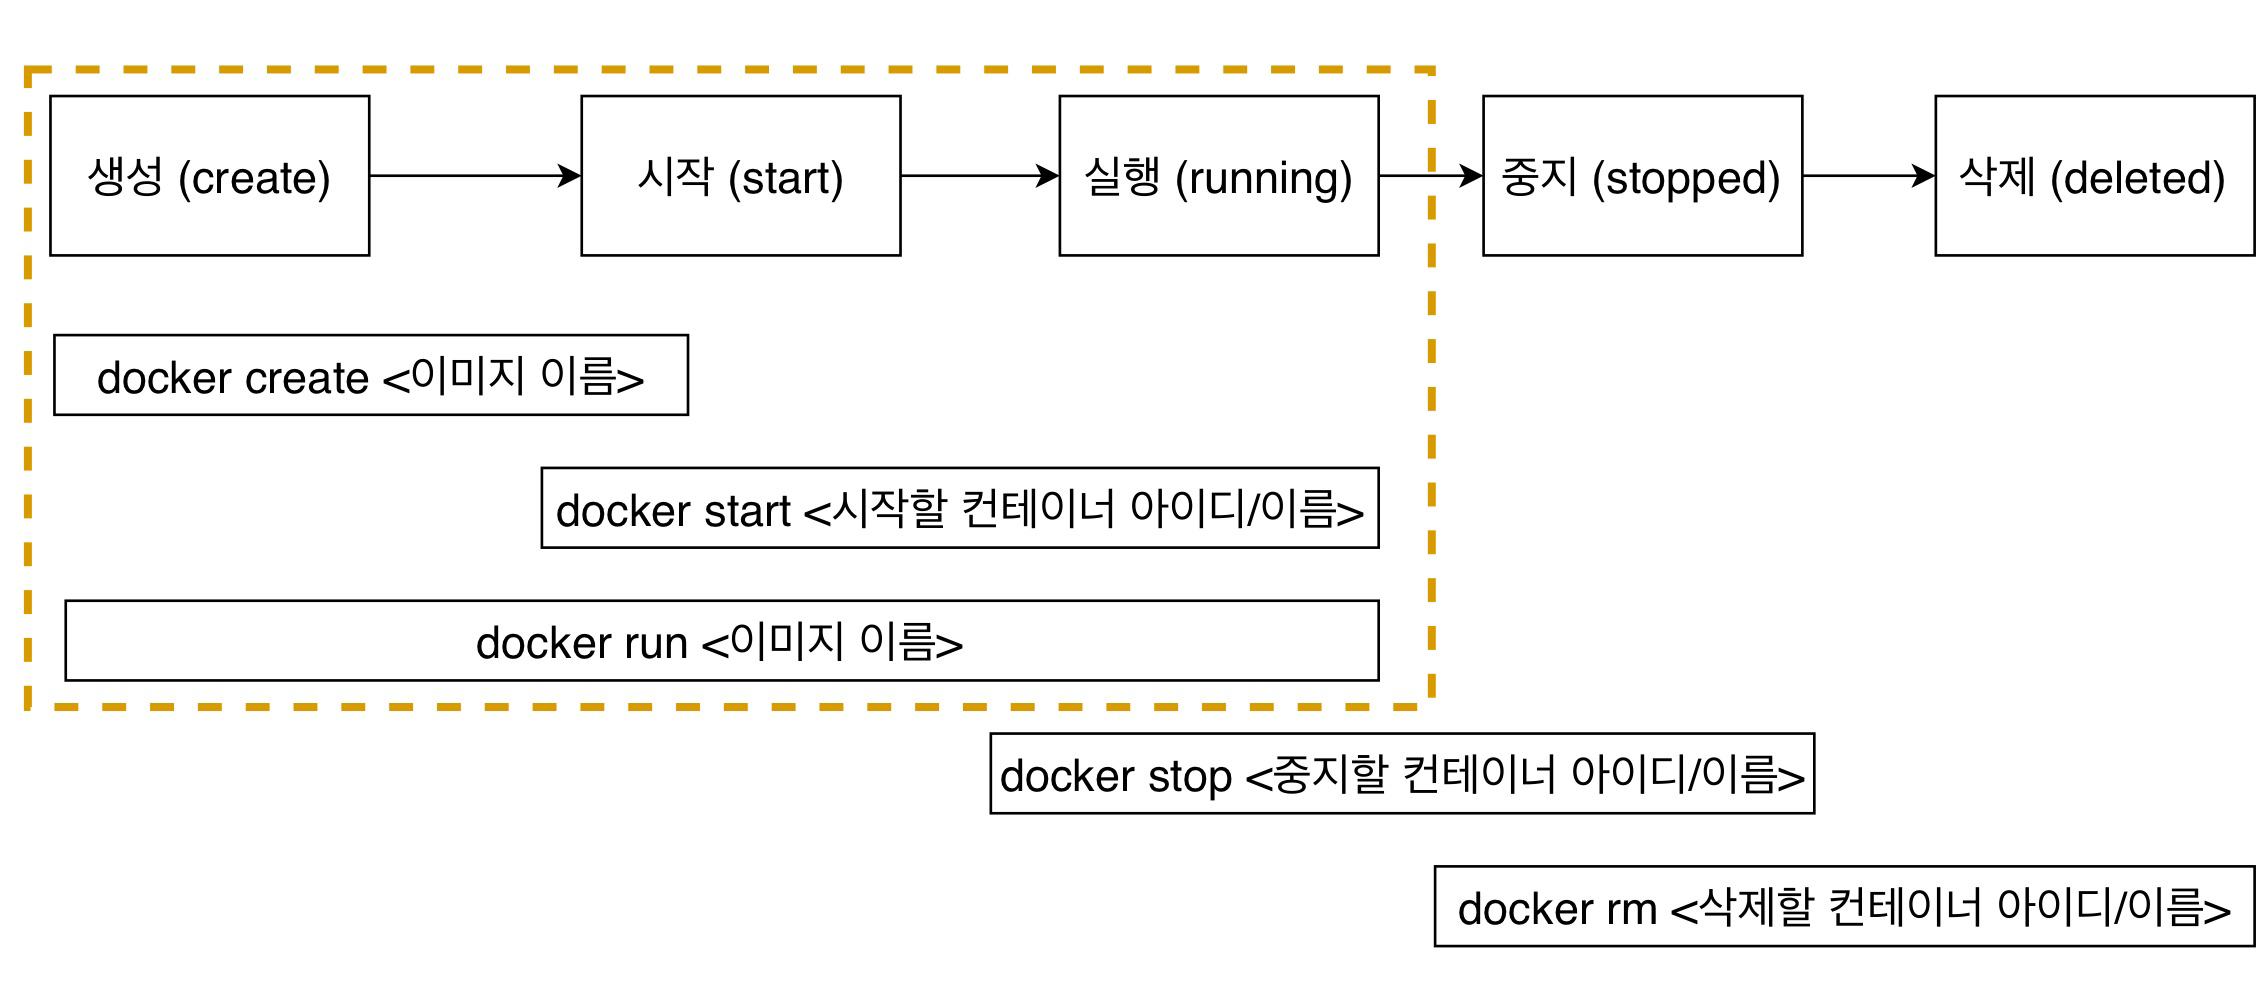 생성 (create)
시작 (start)
실행 (running)
중지 (stopped)
삭제 (deleted)
docker create <이미지 이름>
docker start <시작할 컨테이너 아이디/이름>
docker run <이미지 이름>
docker stop <중지할 컨테이너 아이디/이름>
docker rm <삭제할 컨테이너 아이디/이름>